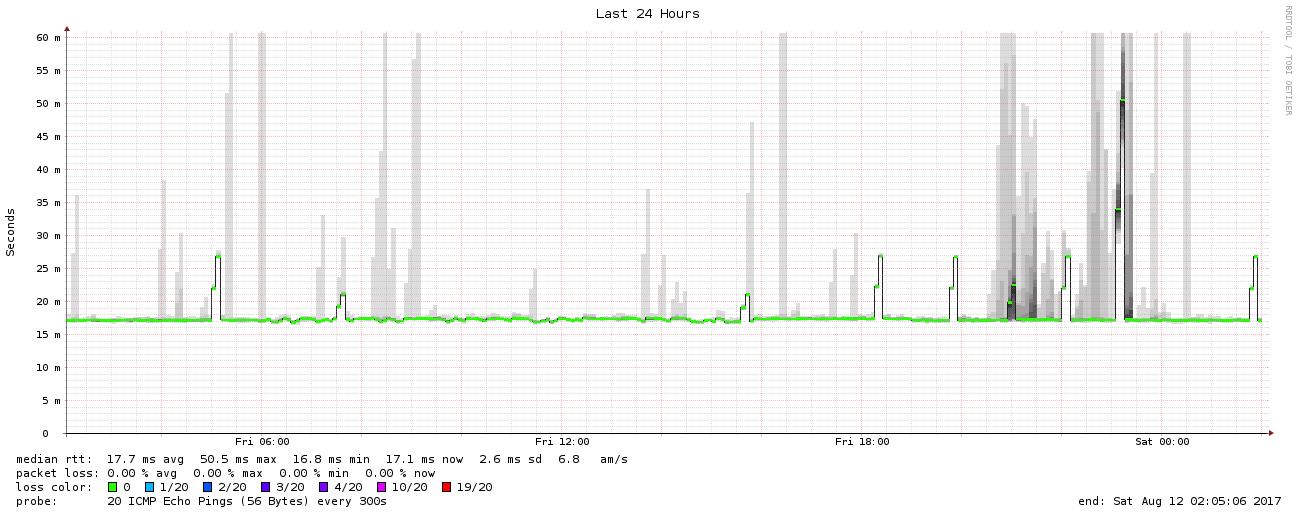 Last 24 Hours
RRDTOOL / TOBI OETIKER
Seconds
60 m
55 m
50 m
45 m
40 m
35 m
30 m
25 m
20 m
15 m
10 m
5 m
0
Fri 06:00 Fri 12:00 Fri 18:00 Sat 00:00
median rtt: 17.7 ms avg 50.5 ms max 16.8 ms min 17.1 ms now 2.6 ms sd 6.8 am/s
packet loss: 0.00 % avg 0.00 % max 0.00 % min 0.00 % now
loss color: 0 1/20 2/20 3/20 4/20 10/20 19/20
probe: 20 ICMP Echo Pings (56 Bytes) every 300s end: Sat Aug 12 02:05:06 2017